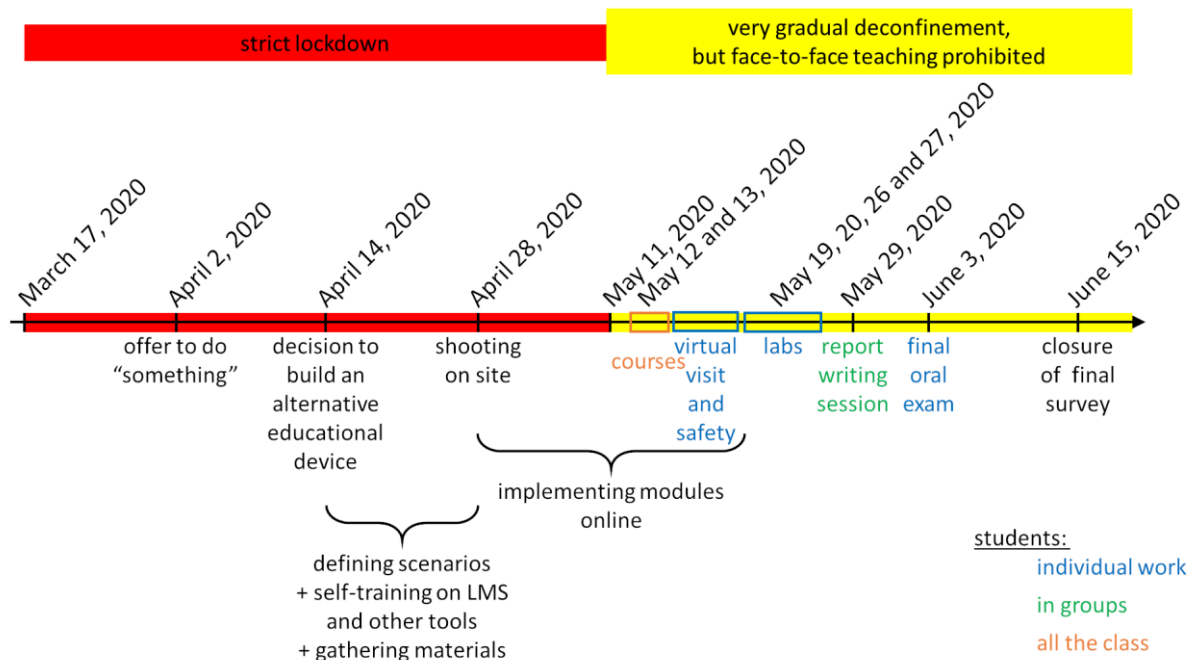 strict lockdown
very gradual deconfinement,
but face-to-face teaching prohibited
March 17, 2020
April 2, 2020
April 14, 2020
April 28, 2020
May 11, 2020
May 12 and 13, 2020
May 19, 20, 26 and 27, 2020
May 29, 2020
June 3, 2020
June 15, 2020
offer to do
“something”
decision to
build an
alternative
educational
device
shooting
on site
courses
virtual
visit
and
safety
labs
report
writing
session
final
oral
exam
closure
of final
survey
implementing modules
online
defining scenarios
+ self-training on LMS
and other tools
+ gathering materials
students:
individual work
in groups
all the class